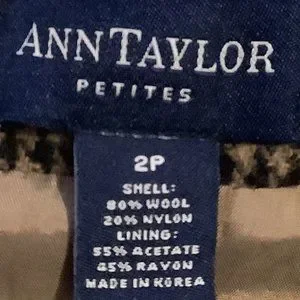 ANN TAYLOR
PETITES
2P
SHELL:
80% WOOL
20% NYLON
LINING:
55% ACETATE
45% RAYON
MADE IN KOREA